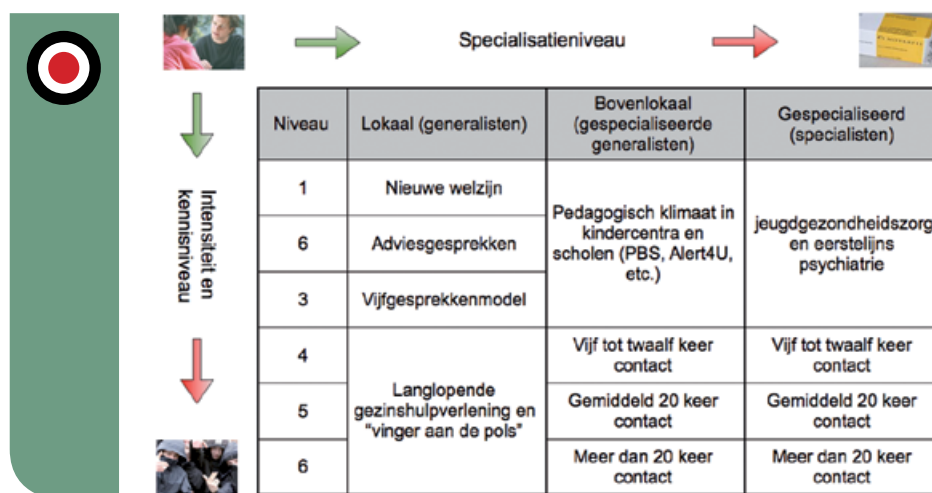 Specialisatieniveau
Intensiteit en
kennisniveau
Niveau
Lokaal (generalisten)
Bovenlokaal
(gespecialiseerde
generalisten)
Gespecialiseerd
(specialisten)
1
Nieuwe welzijn
Pedagogisch klimaat in
kindercentra en
scholen (PBS, Alert4U,
etc.)
jeugdgezondheidszorg
en eerstelijns
psychiatrie
6
Adviesgesprekken
3
Vijfgesprekkenmodel
4
Langlopende
gezinshulpverlening en
“vinger aan de pols”
Vijf tot twaalf keer
contact
Vijf tot twaalf keer
contact
5
Gemiddeld 20 keer
contact
Gemiddeld 20 keer
contact
6
Meer dan 20 keer
contact
Meer dan 20 keer
contact